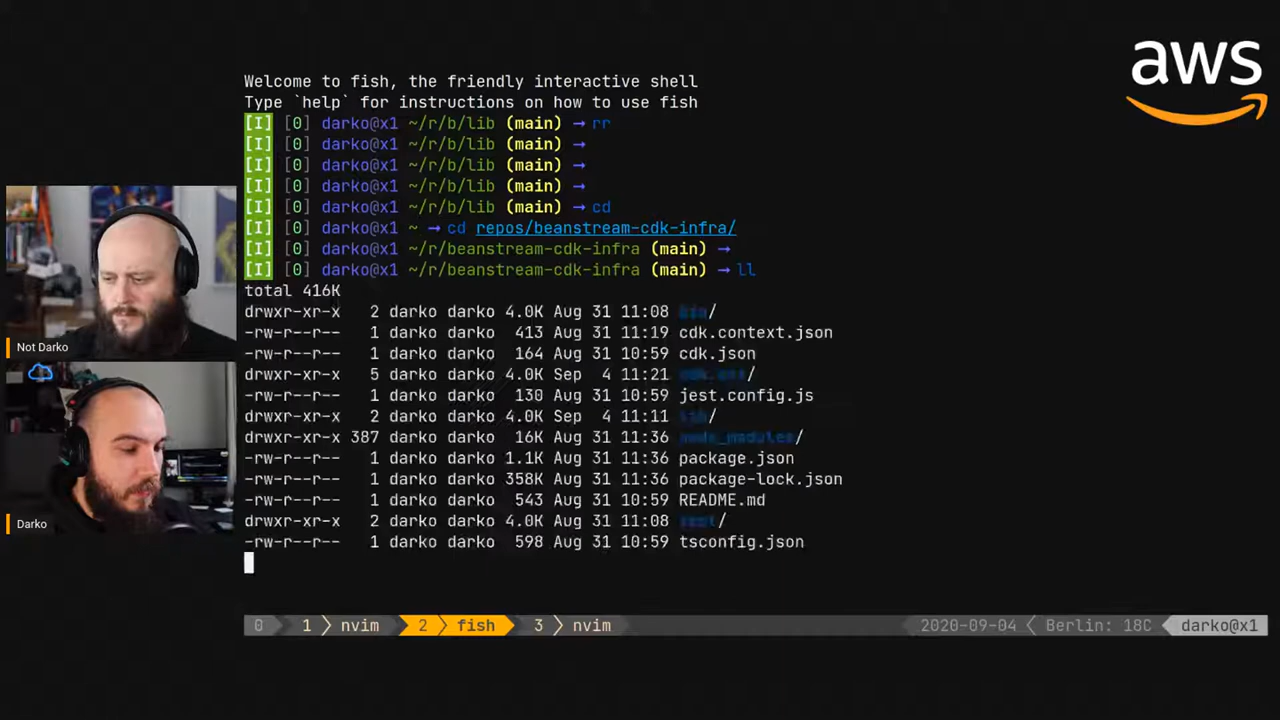 aws
Welcome to fish, the friendly interactive shell
Type `help` for instructions on how to use fish
[I] [0] darko@x1 ~/r/b/lib (main) → rr
[I] [0] darko@x1 ~/r/b/lib (main) →
[I] [0] darko@x1 ~/r/b/lib (main) →
[I] [0] darko@x1 ~/r/b/lib (main) →
[I] [0] darko@x1 ~/r/b/lib (main) → cd
[I] [0] darko@x1 ~ → cd repos/beanstream-cdk-infra/
[I] [0] darko@x1 ~/r/beanstream-cdk-infra (main) →
[I] [0] darko@x1 ~/r/beanstream-cdk-infra (main) → ll
total 416K
drwxr-xr-x 2 darko darko 4.0K Aug 31 11:08 bin/
-rw-r--r-- 1 darko darko 413 Aug 31 11:19 cdk.context.json
-rw-r--r-- 1 darko darko 164 Aug 31 10:59 cdk.json
drwxr-xr-x 5 darko darko 4.0K Sep 4 11:21 cdk.out/
-rw-r--r-- 1 darko darko 130 Aug 31 10:59 jest.config.js
drwxr-xr-x 2 darko darko 4.0K Sep 4 11:11 lib/
drwxr-xr-x 387 darko darko 16K Aug 31 11:36 node_modules/
-rw-r--r-- 1 darko darko 1.1K Aug 31 11:36 package.json
-rw-r--r-- 1 darko darko 358K Aug 31 11:36 package-lock.json
-rw-r--r-- 1 darko darko 543 Aug 31 10:59 README.md
drwxr-xr-x 2 darko darko 4.0K Aug 31 11:08 test/
-rw-r--r-- 1 darko darko 598 Aug 31 10:59 tsconfig.json
Not Darko
Darko
0 1 nvim 2 fish 3 nvim 2020-09-04 Berlin: 18C darko@x1